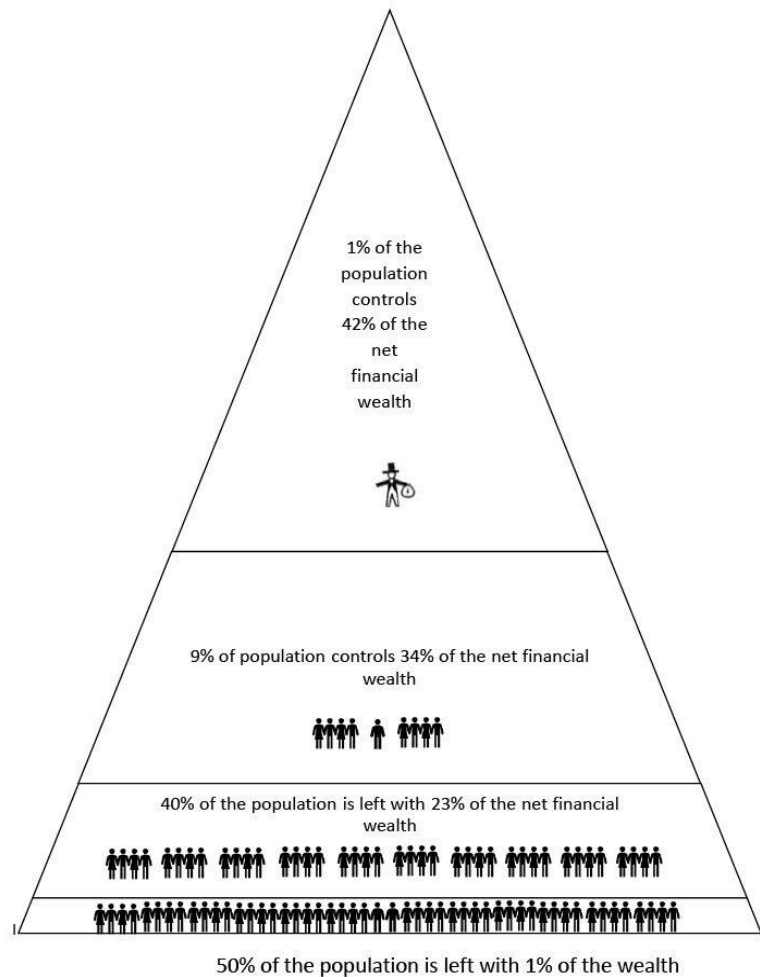 1% of the
population
controls
42% of the
net
financial
wealth
9% of population controls 34% of the net financial
wealth
40% of the population is left with 23% of the net financial
wealth
50% of the population is left with 1% of the wealth